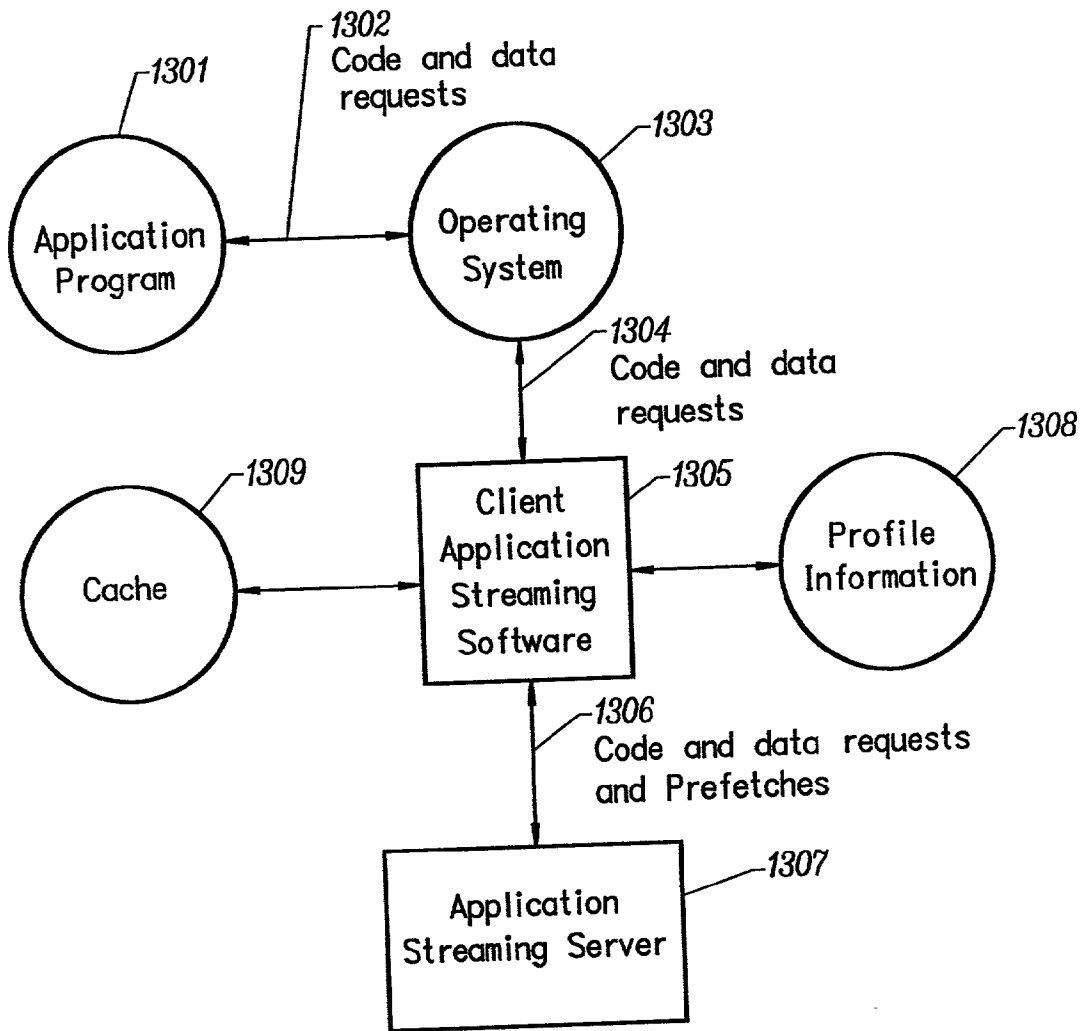 1302
Code and data
requests
1301
1303
Application
Program
Operating
System
1304
Code and data
requests
1308
1309
1305
Client
Application
Streaming
Software
Profile
Information
Cache
1306
Code and data requests
and Prefetches
1307
Application
Streaming Server